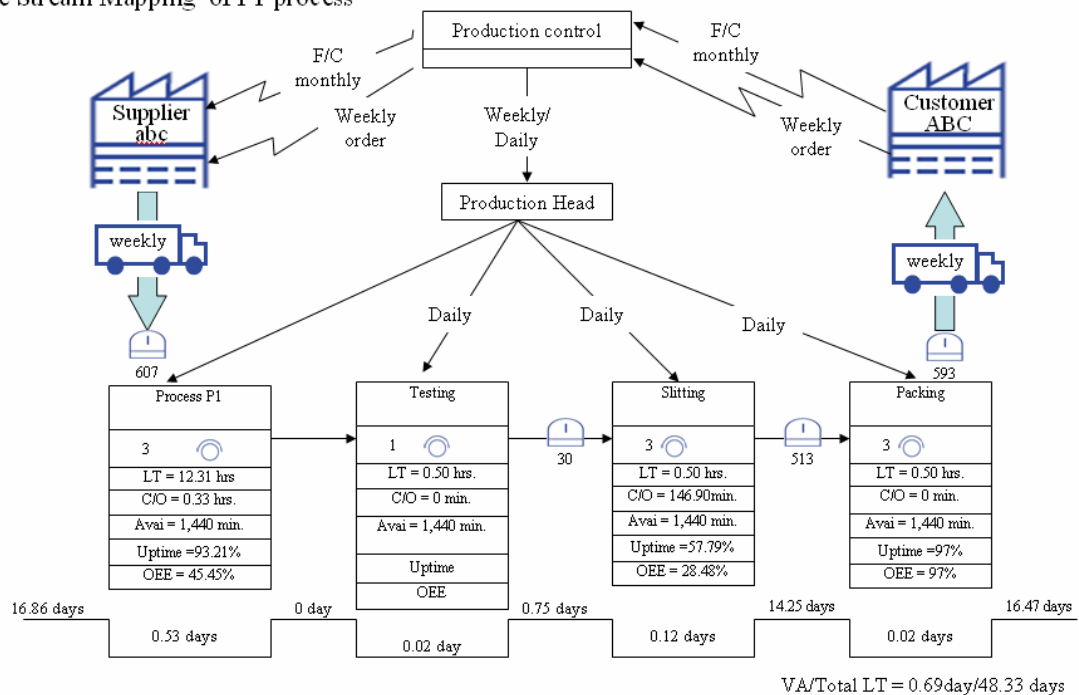 e Stream Mapping of P1 process
Production control
F/C
monthly
Weekly
order
Weekly/
Daily
F/C
monthly
Weekly
order
Supplier
abc
Customer
ABC
Production Head
weekly
weekly
Daily
Daily
Daily
607
593
Process P1
3
LT = 12.31 hrs
C/O = 0.33 hrs.
Avai = 1,440 min.
Uptime =93.21%
OEE = 45.45%
Testing
1
LT = 0.50 hrs.
C/O = 0 min.
Avai = 1,440 min.
Uptime
OEE
30
Slitting
3
LT = 0.50 hrs.
C/O = 146.90min.
Avai = 1,440 min.
Uptime =57.79%
OEE = 28.48%
513
Packing
3
LT = 0.50 hrs.
C/O = 0 min.
Avai = 1,440 min.
Uptime =97%
OEE = 97%
16.86 days
0.53 days
0 day
0.02 day
0.75 days
0.12 days
14.25 days
0.02 days
16.47 days
VA/Total LT = 0.69day/48.33 days